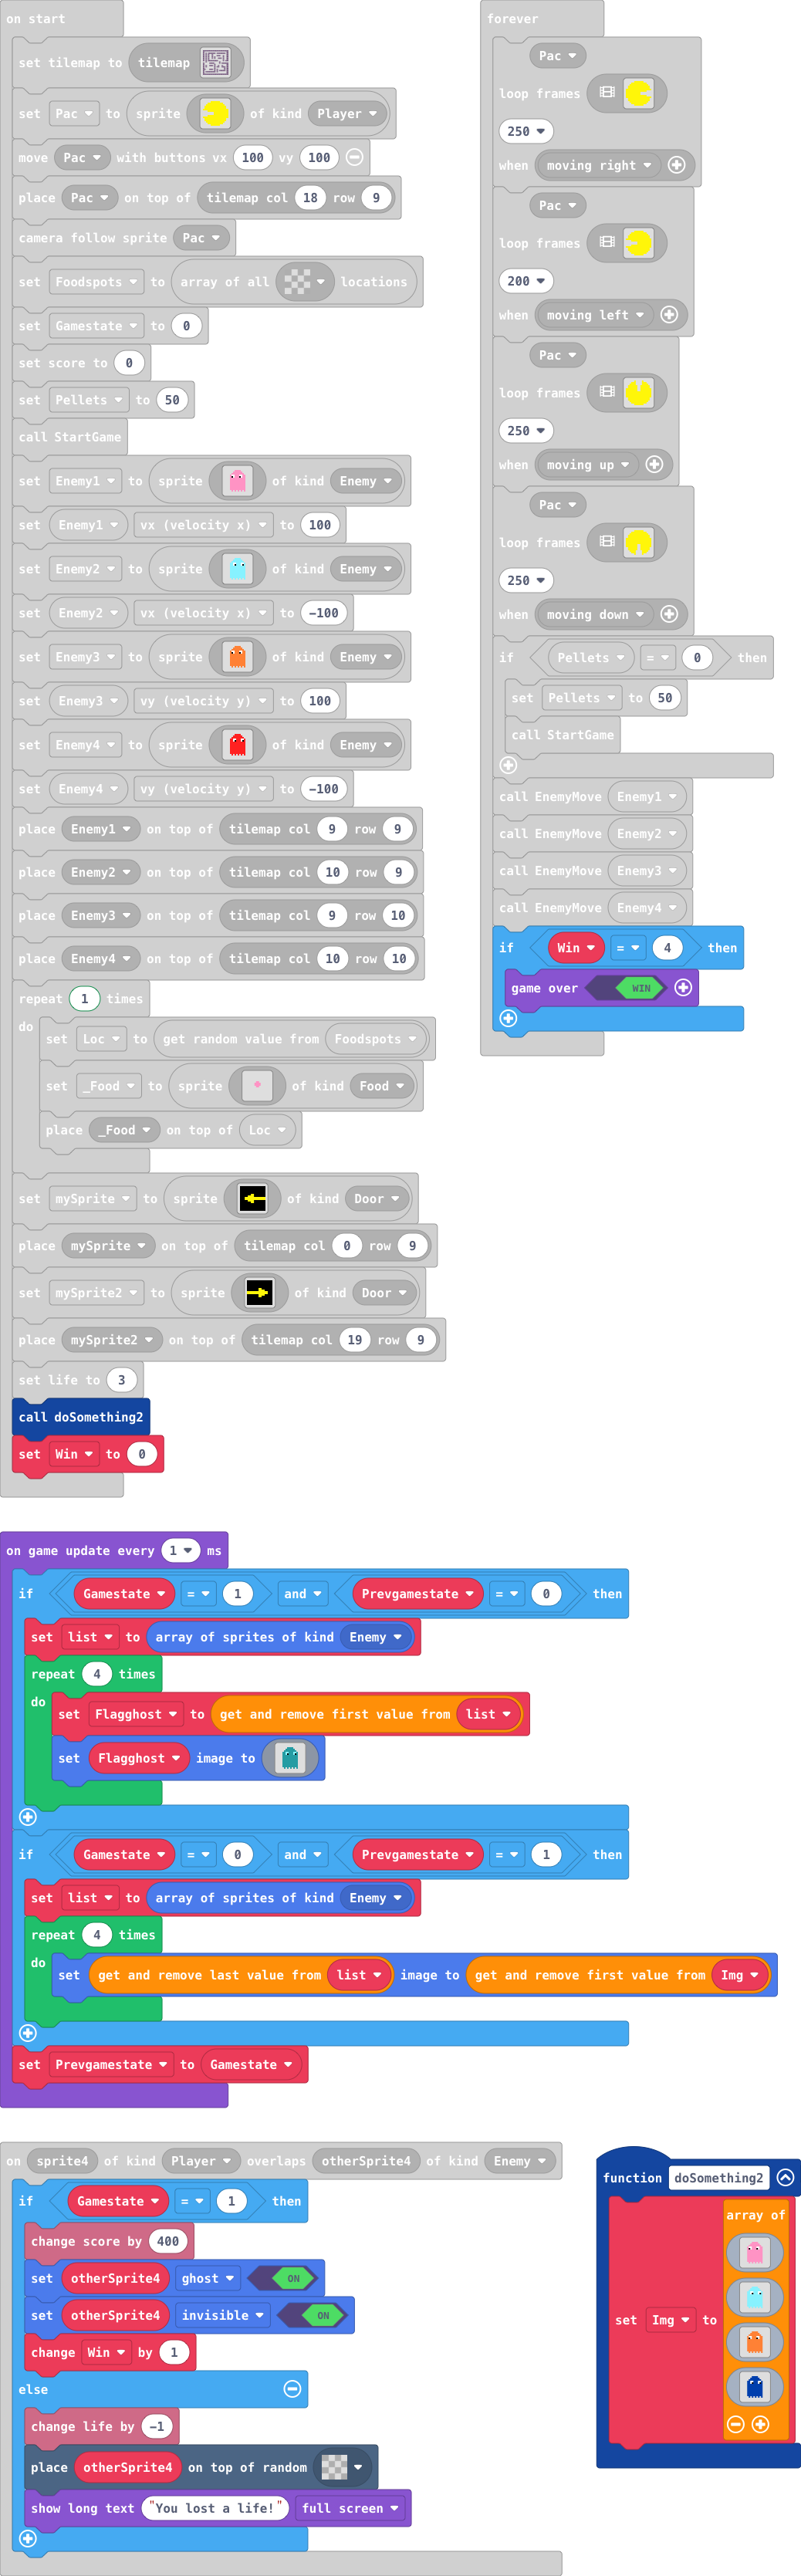 on start
set tilemap to tilemap
set Pac to sprite of kind Player
move Pac with buttons vx 100 vy 100
place Pac on top of tilemap col 18 row 9
camera follow sprite Pac
set Foodspots to array of all locations
set Gamestate to 0
set score to 0
set Pellets to 50
call StartGame
set Enemy1 to sprite of kind Enemy
set Enemy1 vx (velocity x) to 100
set Enemy2 to sprite of kind Enemy
set Enemy2 vx (velocity x) to -100
set Enemy3 to sprite of kind Enemy
set Enemy3 vy (velocity y) to 100
set Enemy4 to sprite of kind Enemy
set Enemy4 vy (velocity y) to -100
place Enemy1 on top of tilemap col 9 row 9
place Enemy2 on top of tilemap col 10 row 9
place Enemy3 on top of tilemap col 9 row 10
place Enemy4 on top of tilemap col 10 row 10
repeat 1 times
do
set Loc to get random value from Foodspots
set _Food to sprite of kind Food
place _Food on top of Loc
set mySprite to sprite of kind Door
place mySprite on top of tilemap col 0 row 9
set mySprite2 to sprite of kind Door
place mySprite2 on top of tilemap col 19 row 9
set life to 3
call doSomething2
set Win to 0
forever
Pac
loop frames
250
when moving right
Pac
loop frames
200
when moving left
Pac
loop frames
250
when moving up
Pac
loop frames
250
when moving down
if Pellets = 0 then
set Pellets to 50
call StartGame
call EnemyMove Enemy1
call EnemyMove Enemy2
call EnemyMove Enemy3
call EnemyMove Enemy4
if Win = 4 then
game over WIN
on game update every 1 ms
if Gamestate = 1 and Prevgamestate = 0 then
set list to array of sprites of kind Enemy
repeat 4 times
do
set Flagghost to get and remove first value from list
set Flagghost image to
if Gamestate = 0 and Prevgamestate = 1 then
set list to array of sprites of kind Enemy
repeat 4 times
do
set get and remove last value from list image to get and remove first value from Img
set Prevgamestate to Gamestate
on sprite4 of kind Player overlaps otherSprite4 of kind Enemy
if Gamestate = 1 then
change score by 400
set otherSprite4 ghost ON
set otherSprite4 invisible ON
change Win by 1
else
change life by -1
place otherSprite4 on top of random
show long text "You lost a life!" full screen
function doSomething2
array of
set Img to